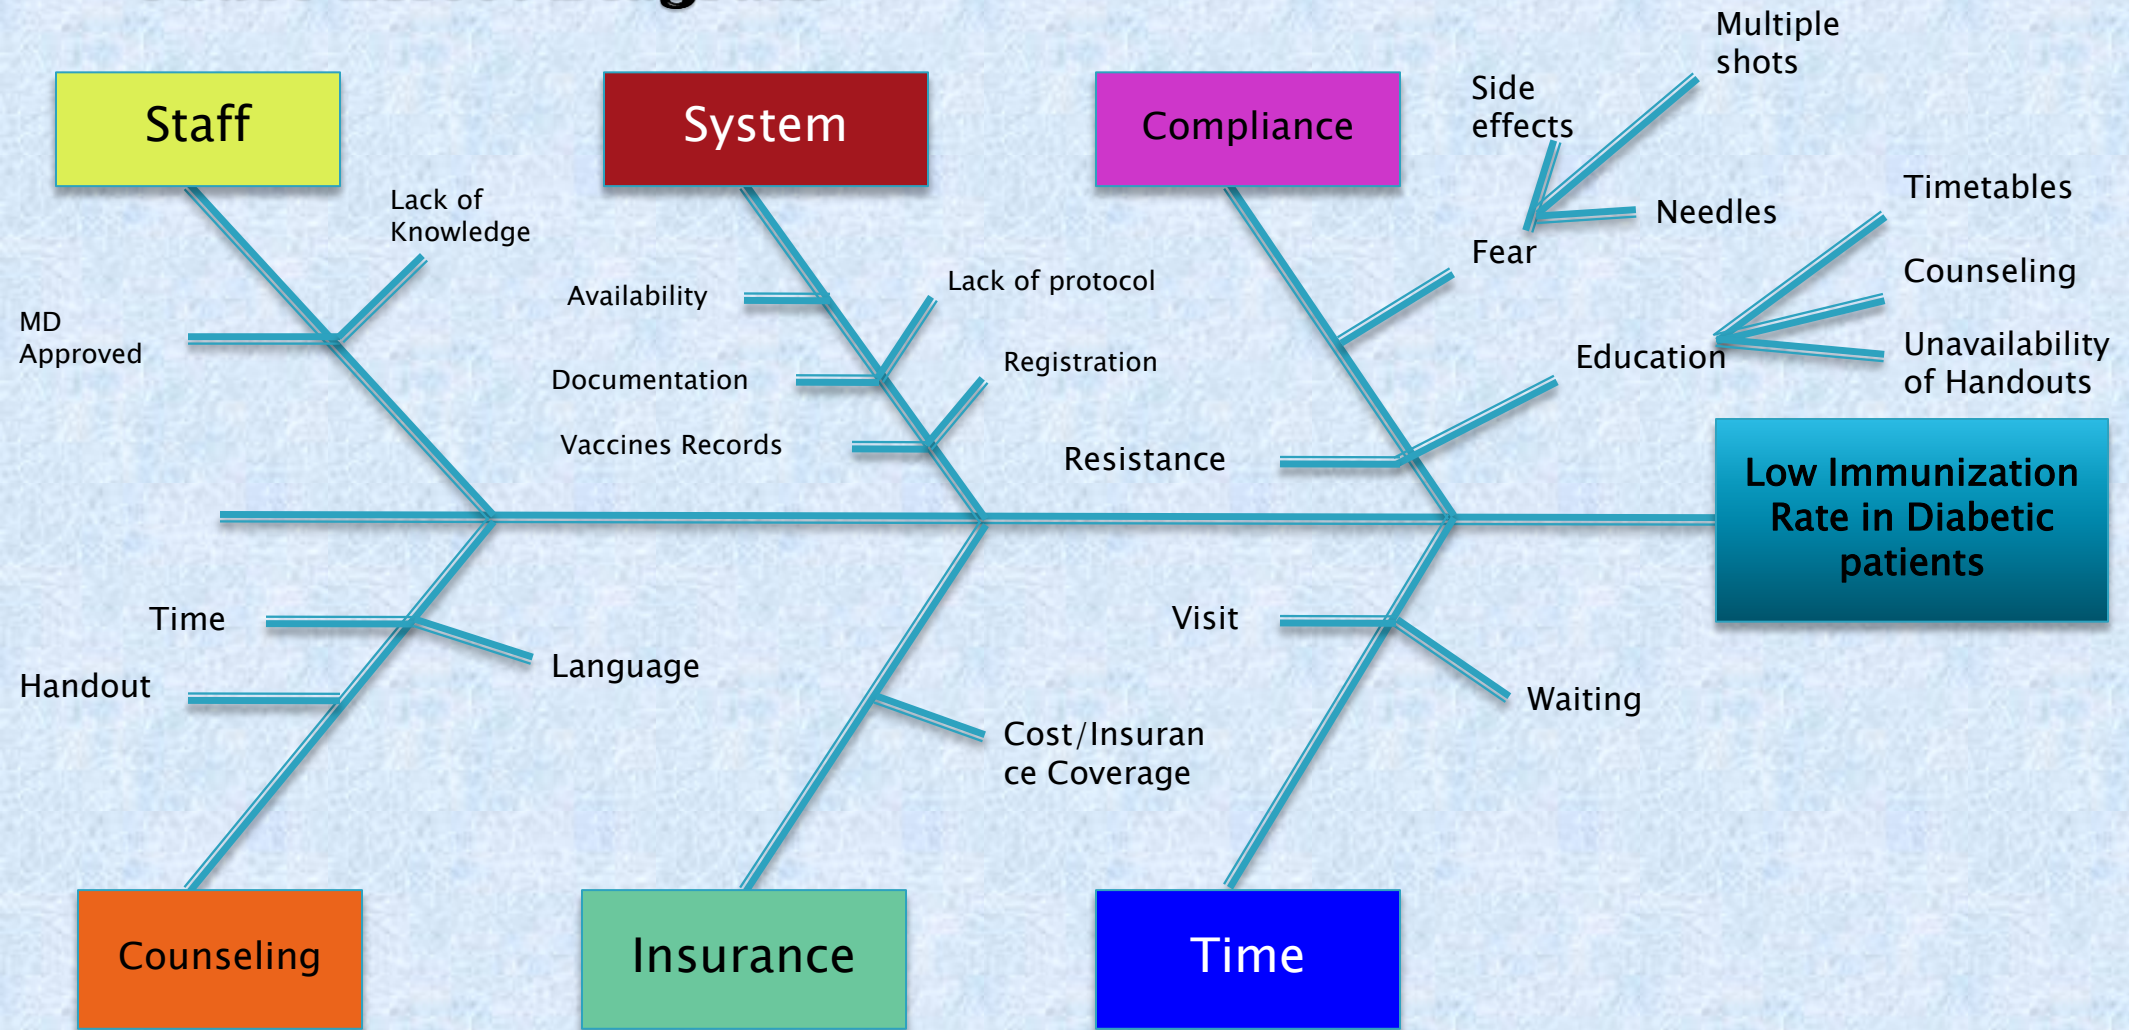 Staff
System
Compliance
Multiple
shots
Side
effects
Needles
Fear
Timetables
Counseling
Unavailability
of Handouts
Education
Resistance
Lack of
Knowledge
MD
Approved
Availability
Lack of protocol
Documentation
Registration
Vaccines Records
Low Immunization
Rate in Diabetic
patients
Time
Language
Handout
Cost/Insuran
ce Coverage
Visit
Waiting
Counseling
Insurance
Time